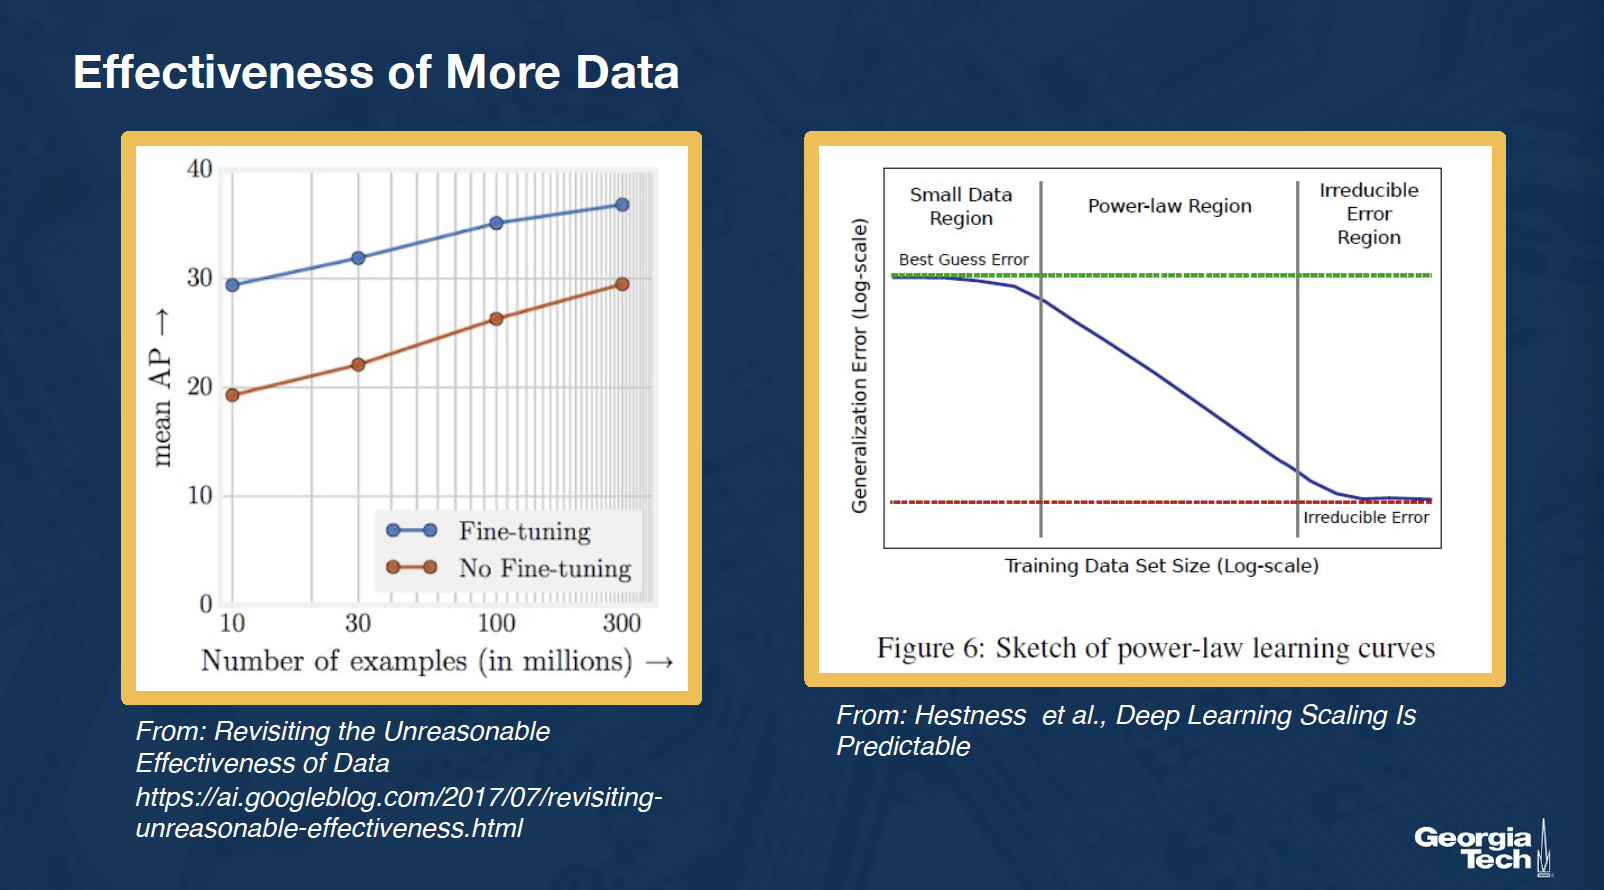 Effectiveness of More Data
40
30
20
10
0
mean AP →
Fine-tuning
No Fine-tuning
10 30 100 300
Number of examples (in millions) →
From: Revisiting the Unreasonable
Effectiveness of Data
https://ai.googleblog.com/2017/07/revisiting-
unreasonable-effectiveness.html
Small Data
Region
Power-law Region
Irreducible
Error
Region
Best Guess Error
Generalization Error (Log-scale)
Irreducible Error
Training Data Set Size (Log-scale)
Figure 6: Sketch of power-law learning curves
From: Hestness et al., Deep Learning Scaling Is
Predictable
Georgia
Tech